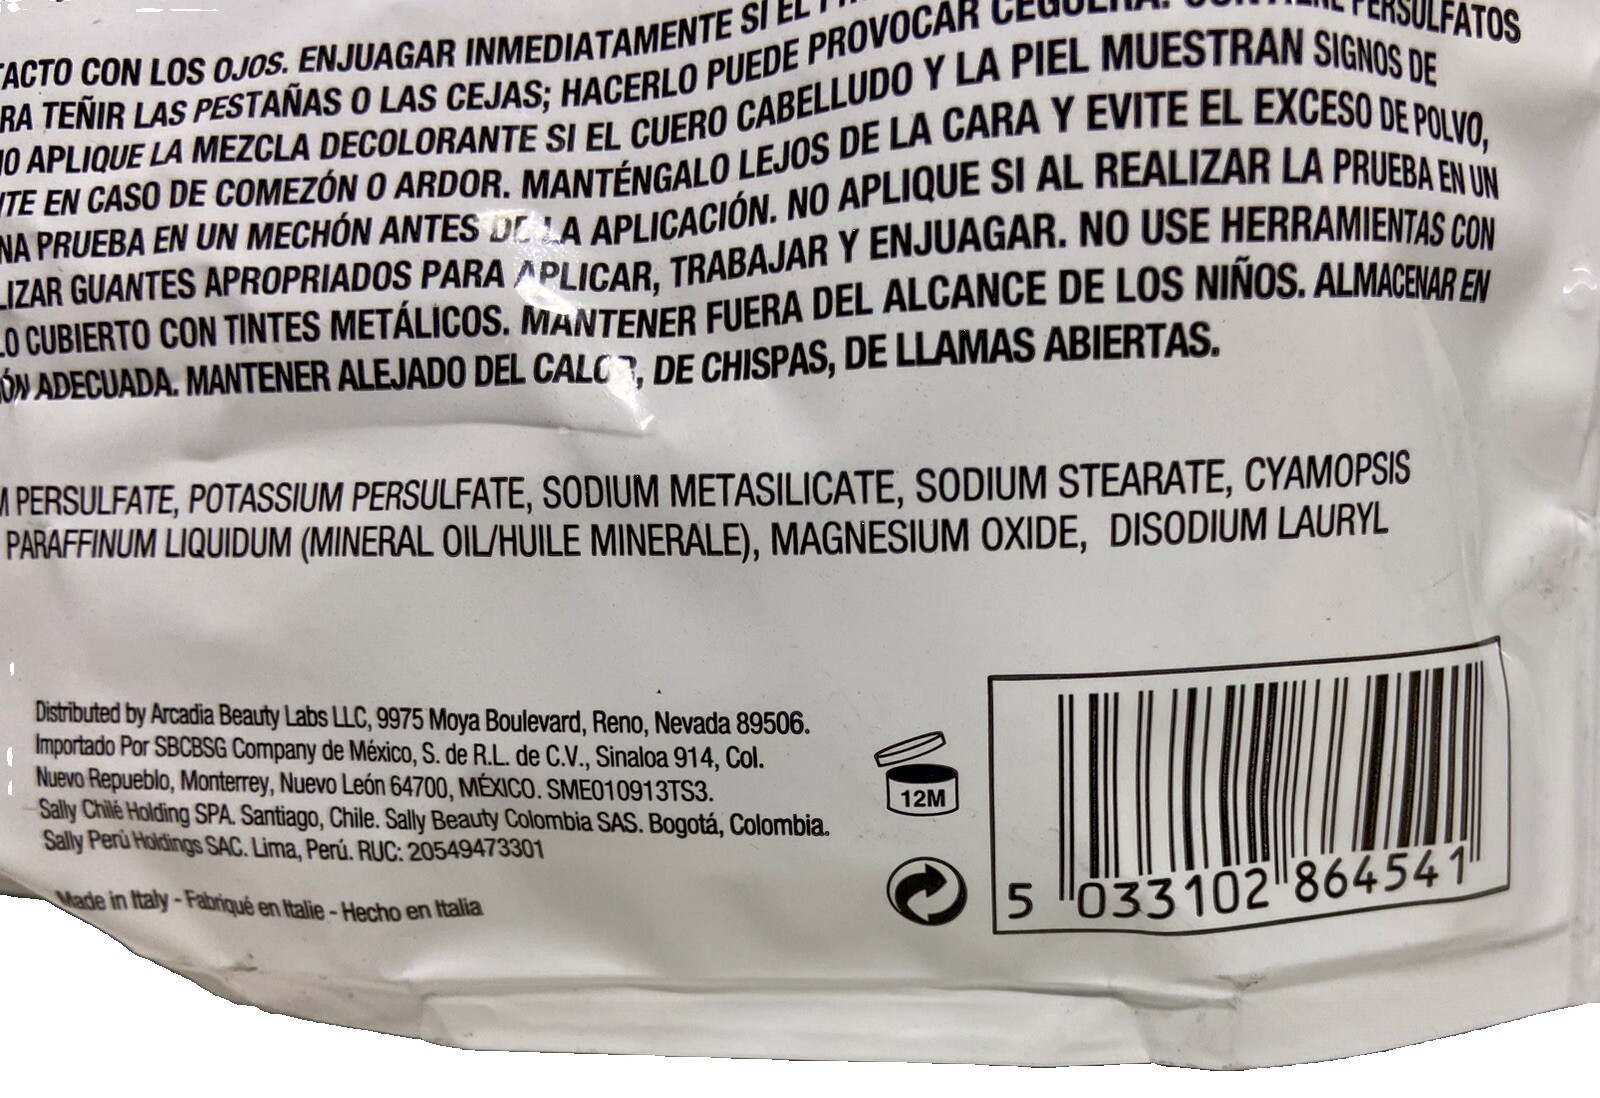 TACTO CON LOS OJOS. ENJUAGAR INMEDIATAMENTE SI EL
PERSULFATOS
RA TEÑIR LAS PESTAÑAS O LAS CEJAS; HACERLO PUEDE PROVOCAR CEGUERA.
NO APLIQUE LA MEZCLA DECOLORANTE SI EL CUERO CABELLUDO Y LA PIEL MUESTRAN SIGNOS DE
TE EN CASO DE COMEZÓN O ARDOR. MANTÉNGALO LEJOS DE LA CARA Y EVITE EL EXCESO DE POLVO,
NA PRUEBA EN UN MECHÓN ANTES DE LA APLICACIÓN. NO APLIQUE SI AL REALIZAR LA PRUEBA EN UN
LIZAR GUANTES APROPIADOS PARA APLICAR, TRABAJAR Y ENJUAGAR. NO USE HERRAMIENTAS CON
LO CUBIERTO CON TINTES METÁLICOS. MANTENER FUERA DEL ALCANCE DE LOS NIÑOS. ALMACENAR EN
ÓN ADECUADA. MANTENER ALEJADO DEL CALOR, DE CHISPAS, DE LLAMAS ABIERTAS.
M PERSULFATE, POTASSIUM PERSULFATE, SODIUM METASILICATE, SODIUM STEARATE, CYAMOPSIS
PARAFFINUM LIQUIDUM (MINERAL OIL/HUILE MINERALE), MAGNESIUM OXIDE, DISODIUM LAURYL
Distributed by Arcadia Beauty Labs LLC, 9975 Moya Boulevard, Reno, Nevada 89506.
Importado Por SBCBSG Company de México, S. de R.L. de C.V., Sinaloa 914, Col.
Nuevo Repueblo, Monterrey, Nuevo León 64700, MÉXICO. SME010913TS3.
Sally Chilé Holding SPA. Santiago, Chile. Sally Beauty Colombia SAS. Bogotá, Colombia.
Sally Perú Holdings SAC. Lima, Perú. RUC: 20549473301
Made in Italy - Fabriqué en Italie - Hecho en Italia
12M
5 033102 864541